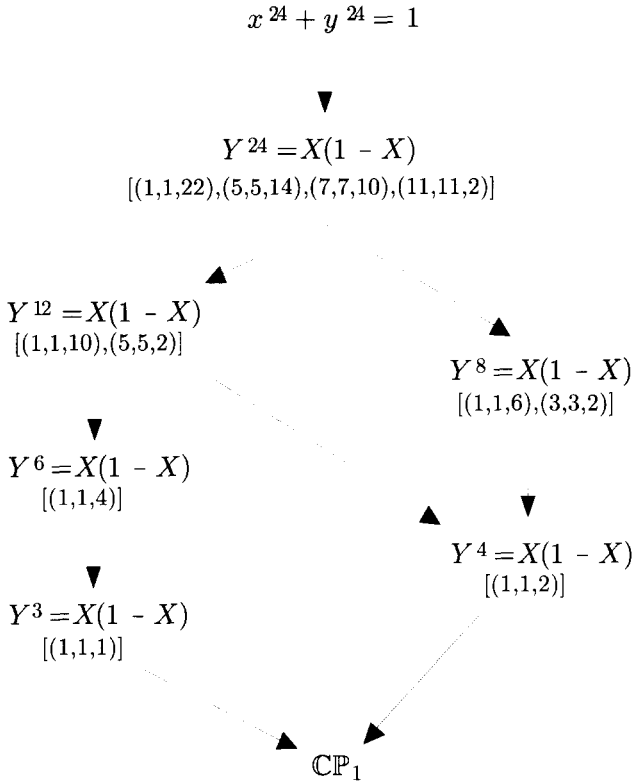 x^24 + y^24 = 1
Y^24 = X(1 − X)
[(1,1,22),(5,5,14),(7,7,10),(11,11,2)]
Y^12 = X(1 − X)
[(1,1,10),(5,5,2)]
Y^8 = X(1 − X)
[(1,1,6),(3,3,2)]
Y^6 = X(1 − X)
[(1,1,4)]
Y^4 = X(1 − X)
[(1,1,2)]
Y^3 = X(1 − X)
[(1,1,1)]
ℂℙ₁